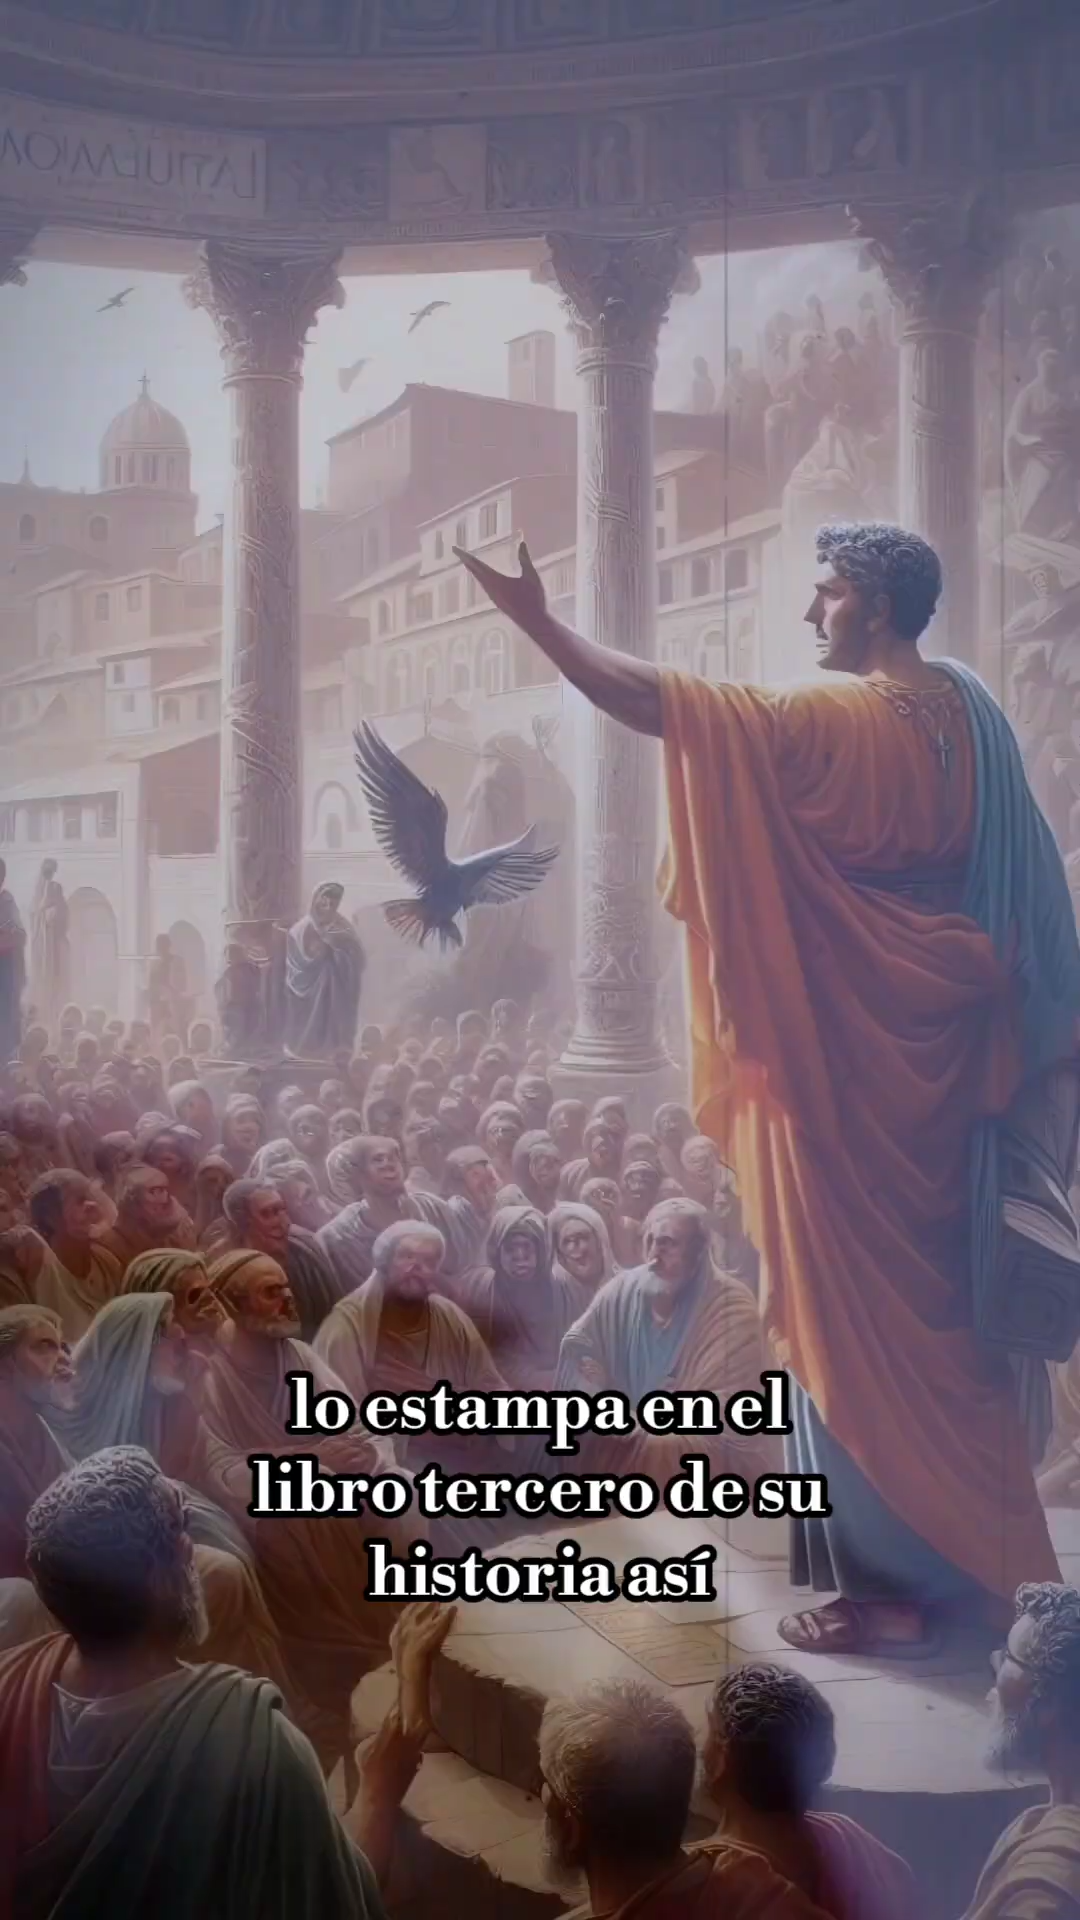 lo estampa en el
libro tercero de su
historia así